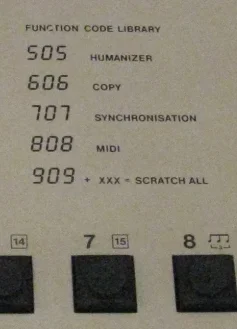 FUNCTION CODE LIBRARY
505 HUMANIZER
606 COPY
707 SYNCHRONISATION
808 MIDI
909 + XXX = SCRATCH ALL
14 7 15 8